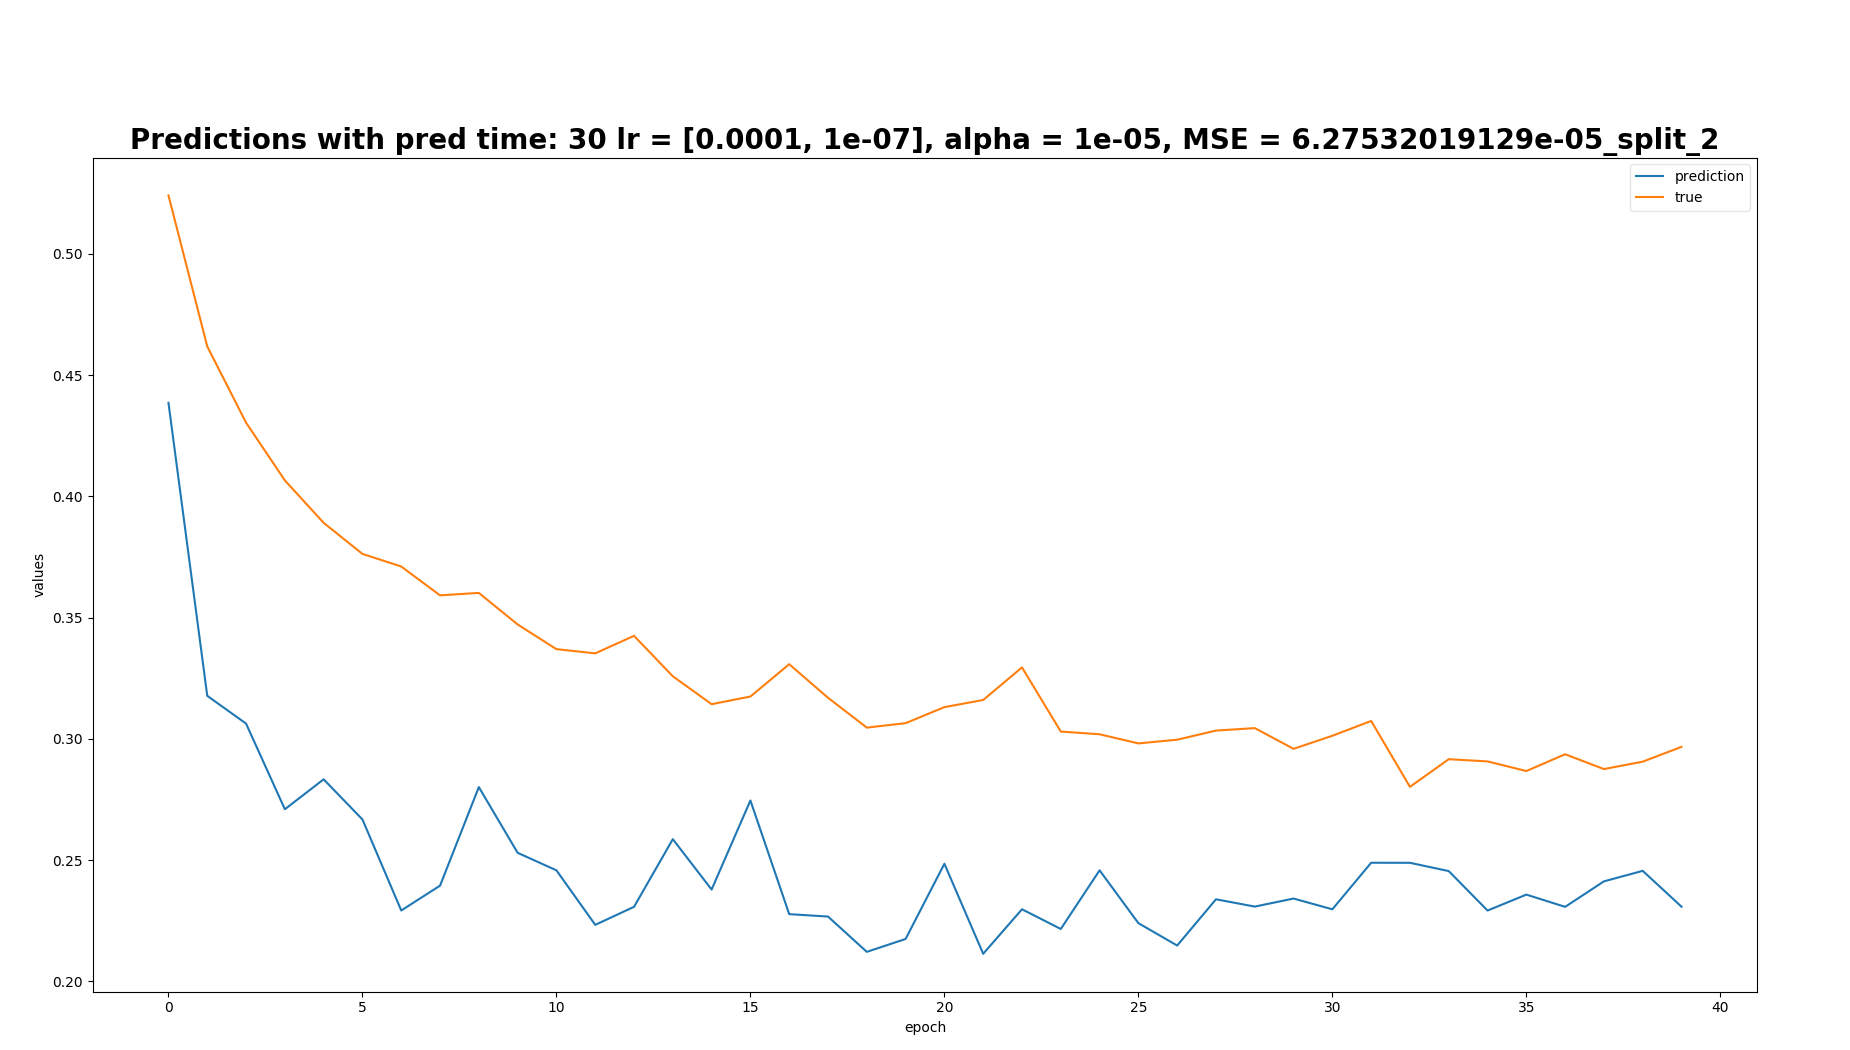 Predictions with pred time: 30 lr = [0.0001, 1e-07], alpha = 1e-05, MSE = 6.27532019129e-05_split_2
prediction
true
values
0.50
0.45
0.40
0.35
0.30
0.25
0.20
0 5 10 15 20 25 30 35 40
epoch